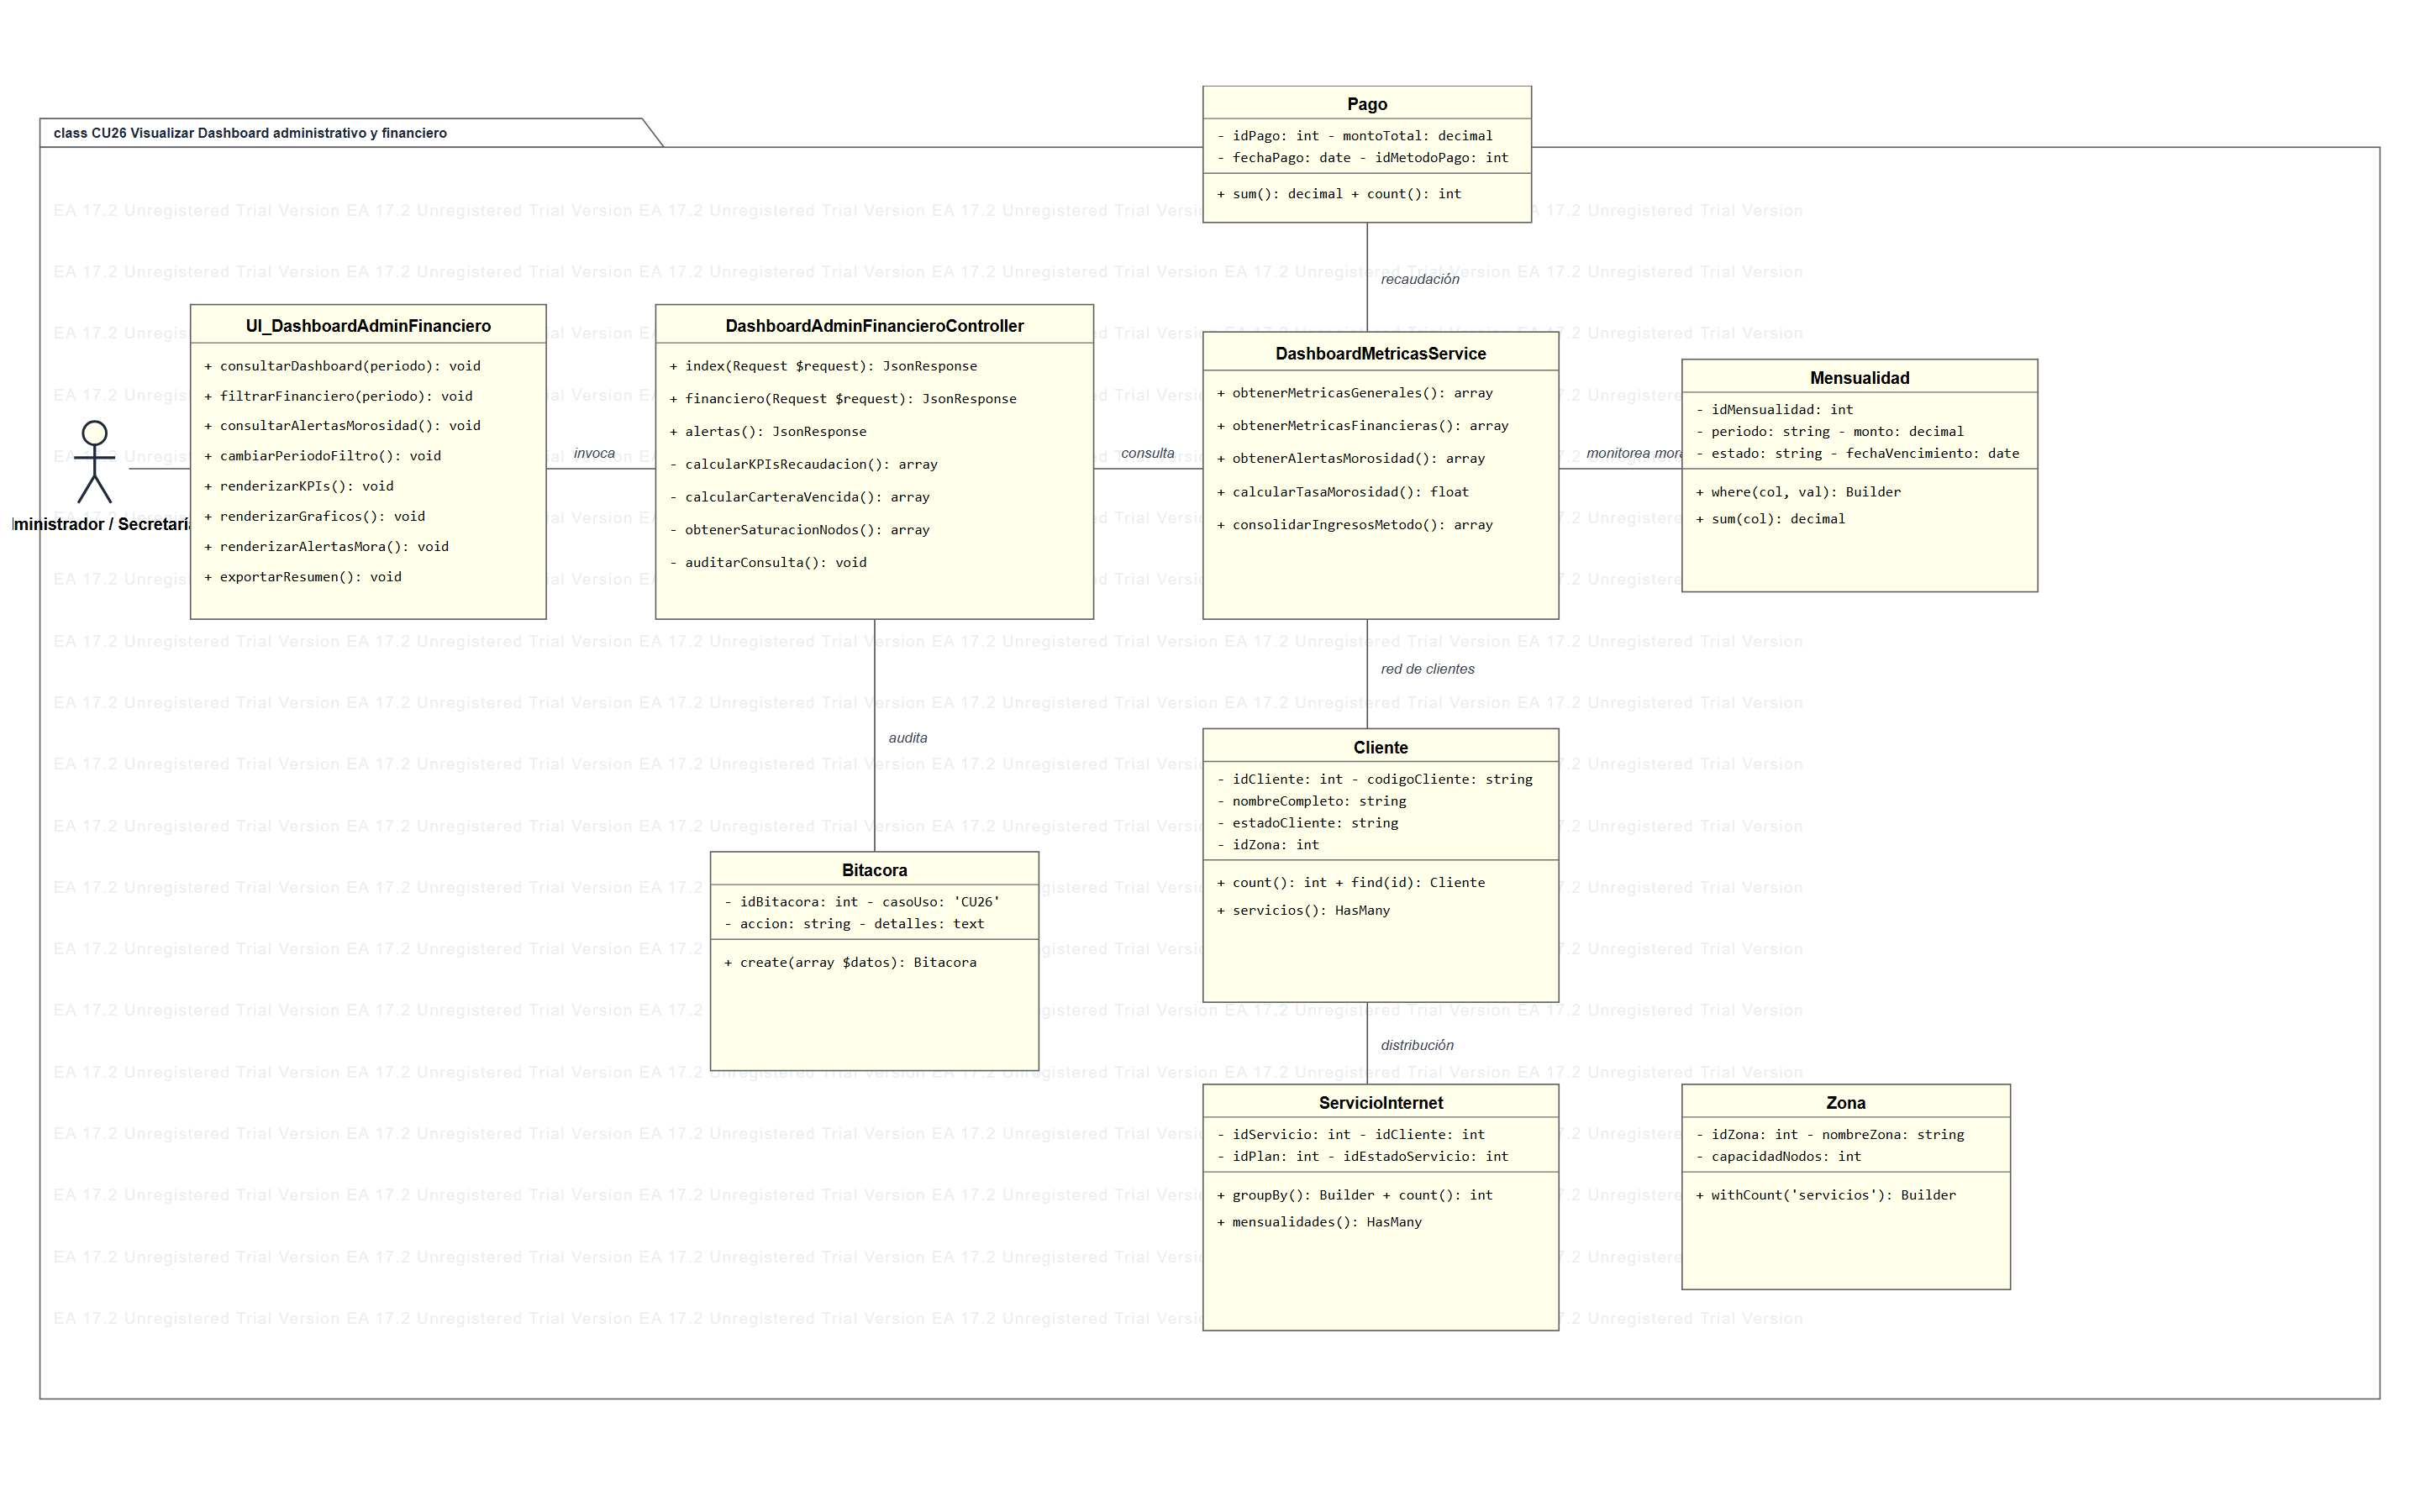 Pago
- idPago: int - montoTotal: decimal
- fechaPago: date - idMetodoPago: int
+ sum(): decimal + count(): int
class CU26 Visualizar Dashboard administrativo y financiero
recaudación
UI_DashboardAdminFinanciero
+ consultarDashboard(periodo): void
+ filtrarFinanciero(periodo): void
+ consultarAlertasMorosidad(): void
+ cambiarPeriodoFiltro(): void
+ renderizarKPIs(): void
+ renderizarGraficos(): void
+ renderizarAlertasMora(): void
+ exportarResumen(): void
ministrador / Secretaría
invoca
DashboardAdminFinancieroController
+ index(Request $request): JsonResponse
+ financiero(Request $request): JsonResponse
+ alertas(): JsonResponse
- calcularKPIsRecaudacion(): array
- calcularCarteraVencida(): array
- obtenerSaturacionNodos(): array
- auditarConsulta(): void
consulta
DashboardMetricasService
+ obtenerMetricasGenerales(): array
+ obtenerMetricasFinancieras(): array
+ obtenerAlertasMorosidad(): array
+ calcularTasaMorosidad(): float
+ consolidarIngresosMetodo(): array
monitorea mora
Mensualidad
- idMensualidad: int
- periodo: string - monto: decimal
- estado: string - fechaVencimiento: date
+ where(col, val): Builder
+ sum(col): decimal
red de clientes
audita
Cliente
- idCliente: int - codigoCliente: string
- nombreCompleto: string
- estadoCliente: string
- idZona: int
+ count(): int + find(id): Cliente
+ servicios(): HasMany
Bitacora
- idBitacora: int - casoUso: 'CU26'
- accion: string - detalles: text
+ create(array $datos): Bitacora
distribución
ServicioInternet
- idServicio: int - idCliente: int
- idPlan: int - idEstadoServicio: int
+ groupBy(): Builder + count(): int
+ mensualidades(): HasMany
Zona
- idZona: int - nombreZona: string
- capacidadNodos: int
+ withCount('servicios'): Builder